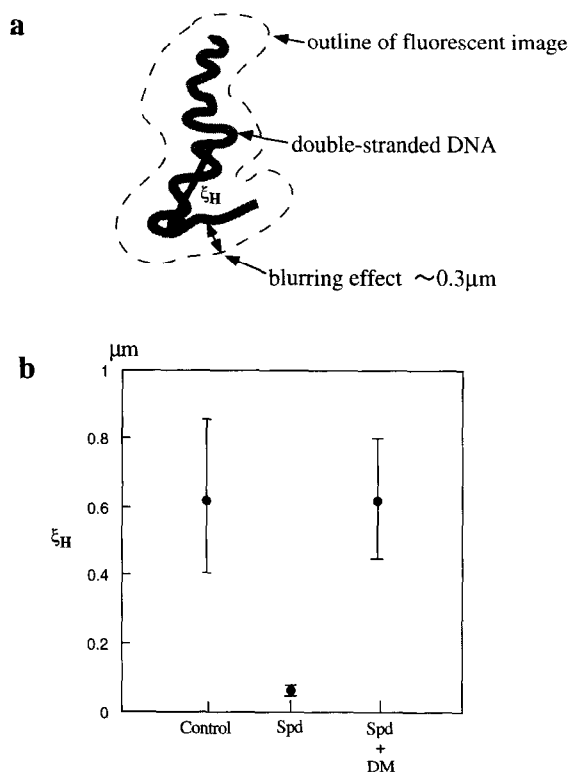 a
outline of fluorescent image
double-stranded DNA
ξH
blurring effect ~0.3μm
b
μm
1
0.8
0.6
ξH
0.4
0.2
0
Control
Spd
Spd
+
DM